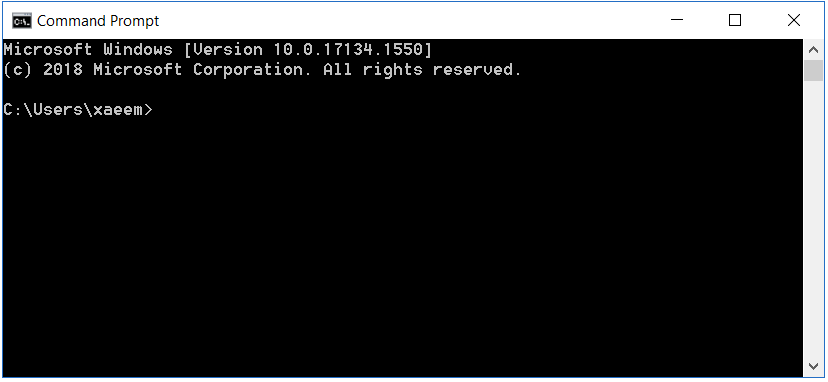 Command Prompt
Microsoft Windows [Version 10.0.17134.1550]
(c) 2018 Microsoft Corporation. All rights reserved.
C:\Users\xaeem>